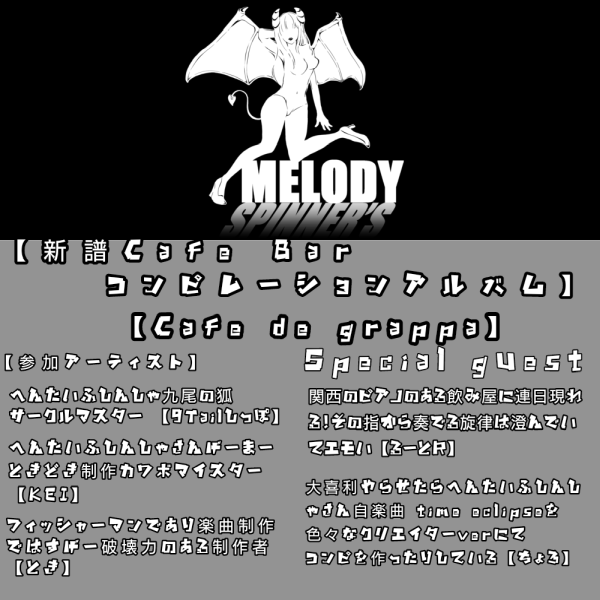 MELODY
SPINNER'S
【新譜Cafe Bar
コンピレーションアルバム】
【Cafe de grappa】
【参加アーティスト】
へんたいふしんしゃ九尾の狐
サークルマスター 【9Tailしっぽ】
へんたいふしんしゃさんばーまー
ときどき制作カワボマイスター
【KEI】
フィッシャーマンであり楽曲制作
ではすげー破壊力のある制作者
【とき】
Special guest
関西のピアノのある飲み屋に連日現れ
る!その指から奏でる旋律は澄んでい
てエモい【るーとR】
大喜利やらせたらへんたいふしんし
ゃさん自楽曲 time eclipseを
色々なクリエイターverにて
コンピを作ったりしている【ちょろ】